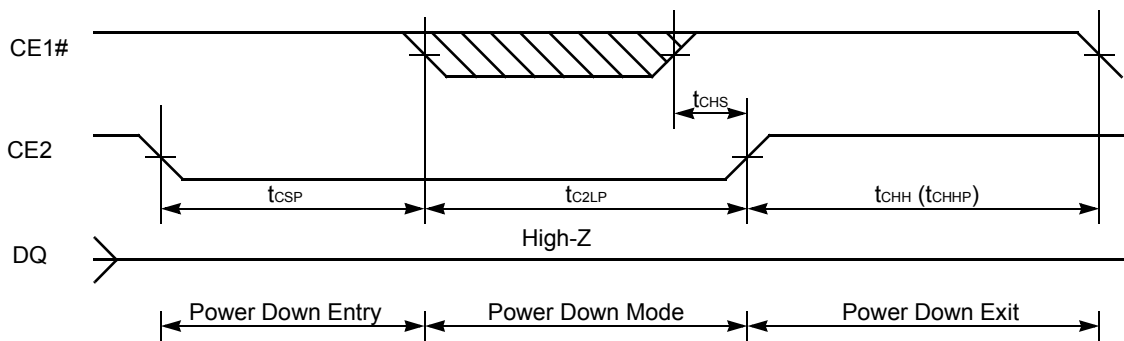 CE1#
tCHS
CE2
tCSP
tC2LP
tCHH (tCHHP)
High-Z
DQ
Power Down Entry
Power Down Mode
Power Down Exit